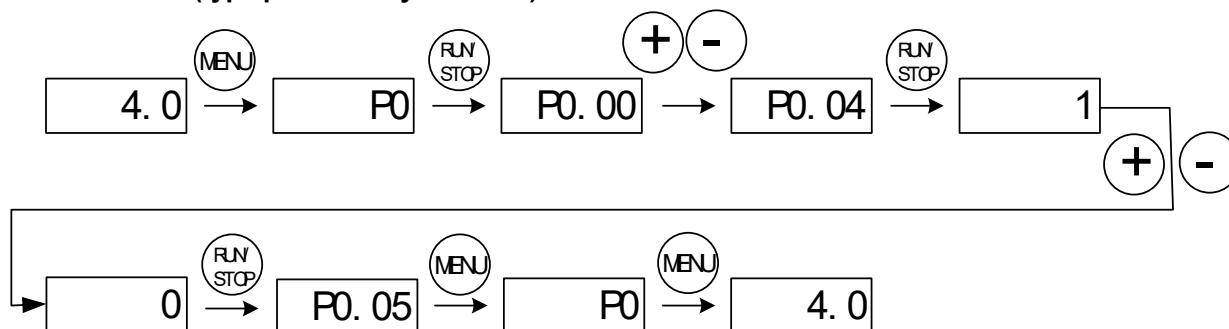 MENU RUN/ STOP + - RUN/ STOP
4. 0 P0 P0. 00 P0. 04 1
+ -
RUN/ STOP MENU MENU
0 P0. 05 P0 4. 0